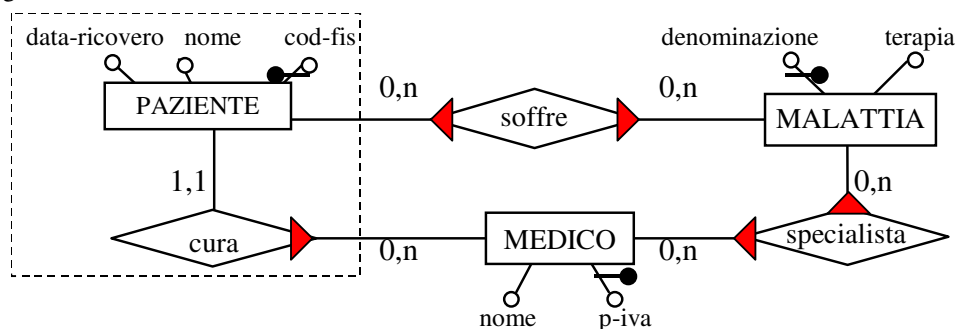 data-ricovero nome cod-fis
denominazione terapia
PAZIENTE
0,n
soffre
0,n
MALATTIA
1,1
0,n
cura
0,n
MEDICO
0,n
specialista
nome
p-iva